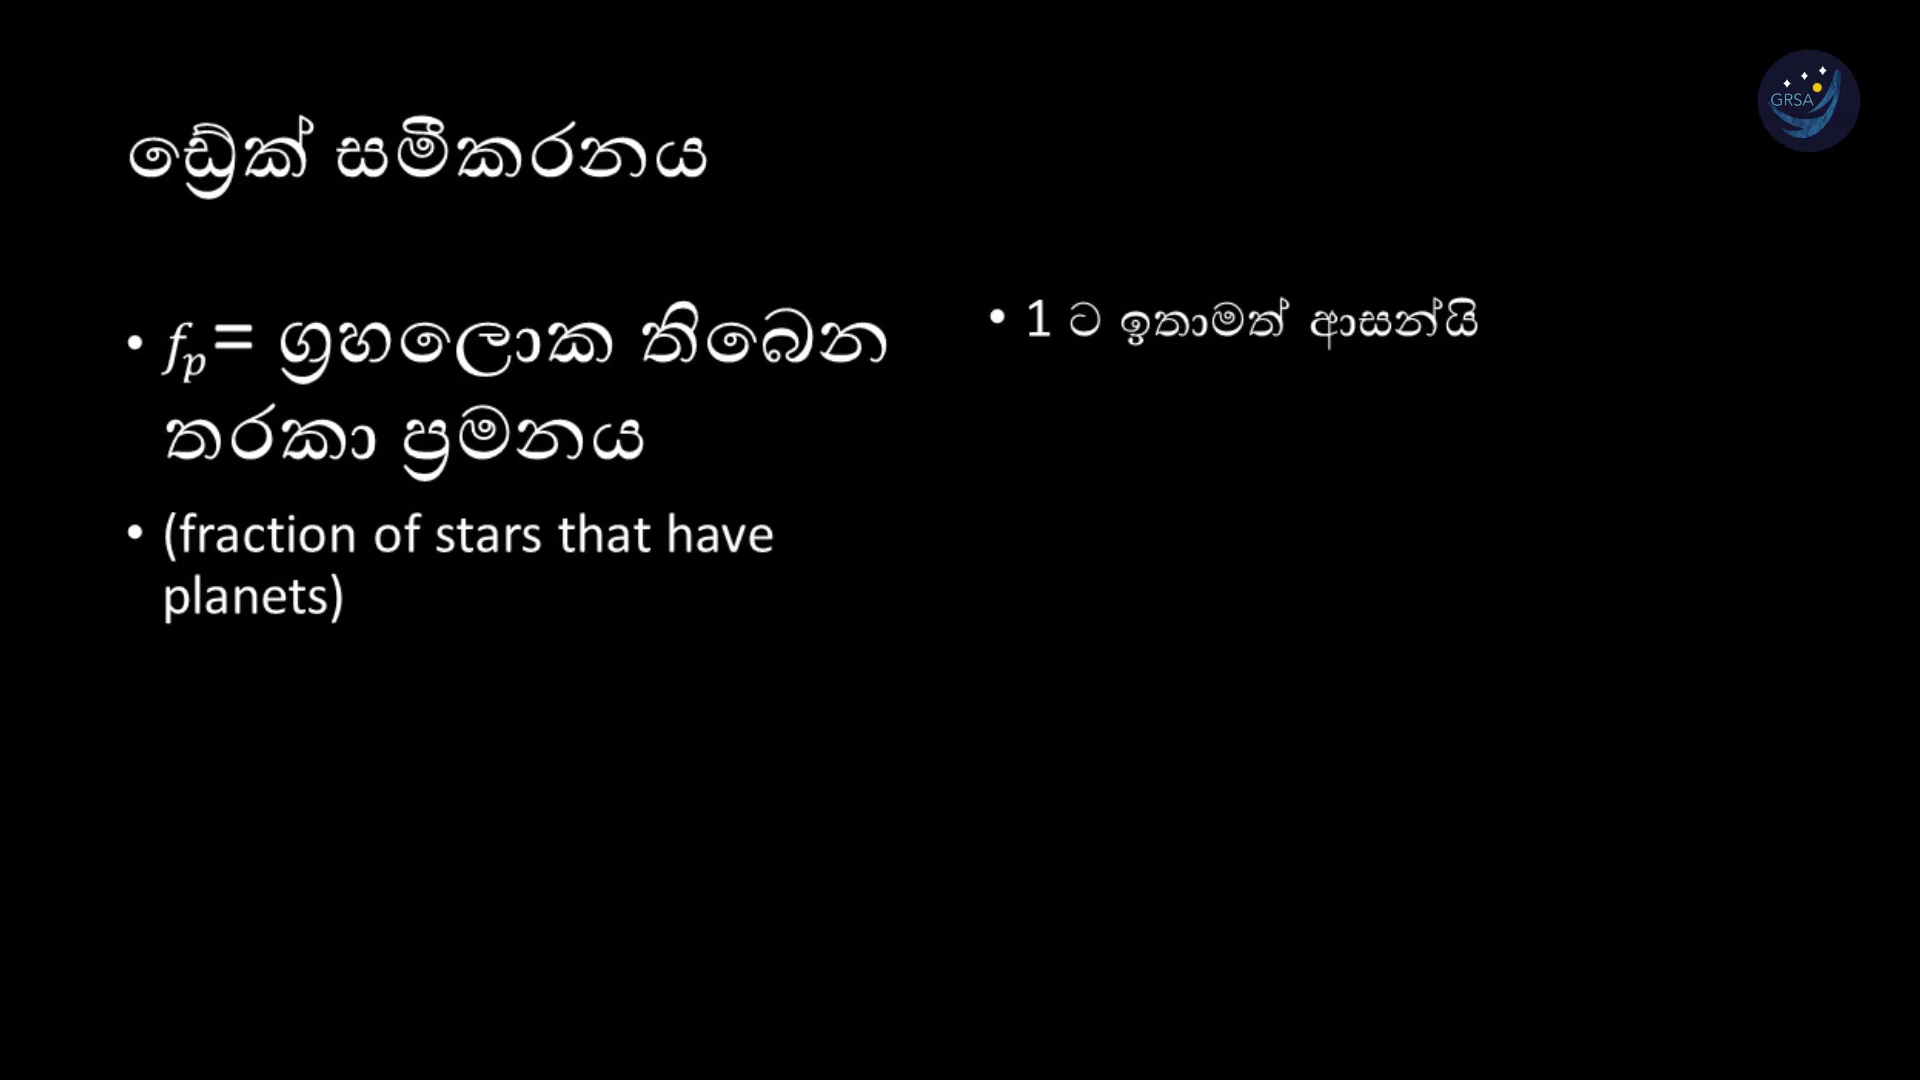 GRSA
ඩ්‍රේක් සමීකරනය
• fp= ග්‍රහලොක තිබෙන
තරකා ප්‍රමනය
• (fraction of stars that have
planets)
• 1 ට ඉතාමත් ආසන්යි